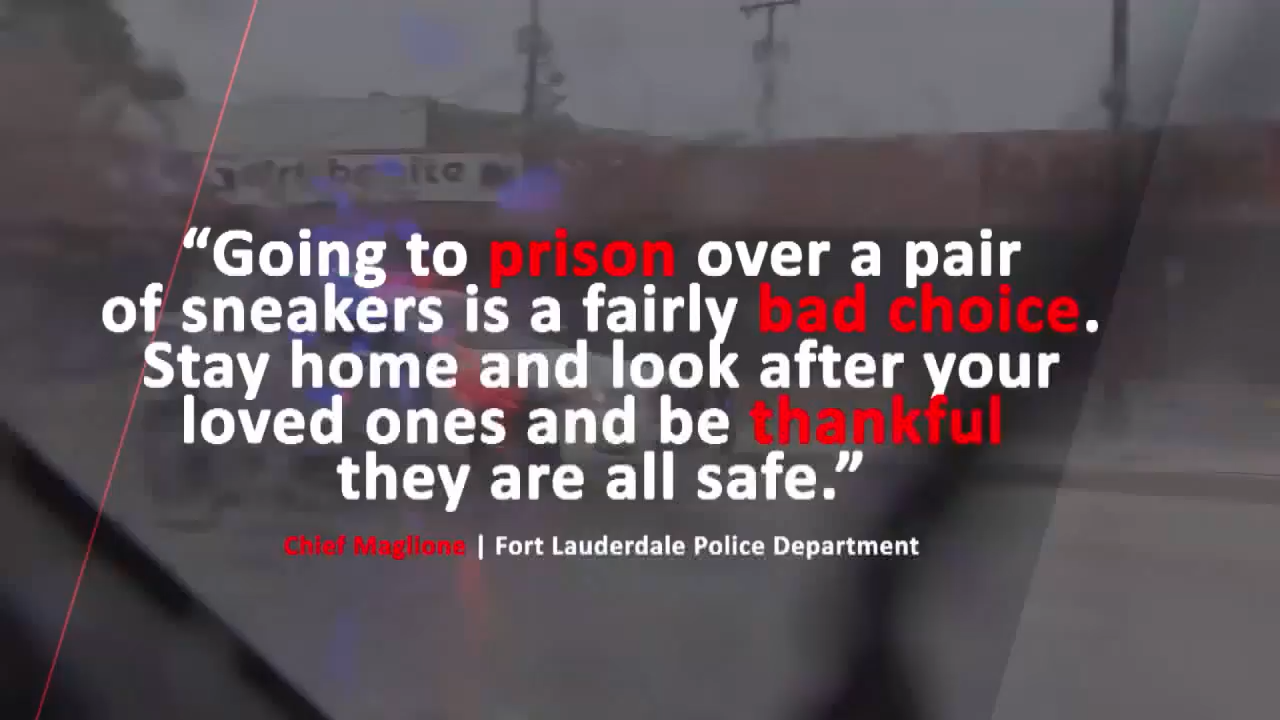 “Going to prison over a pair
of sneakers is a fairly bad choice.
Stay home and look after your
loved ones and be thankful
they are all safe.”
Chief Maglione | Fort Lauderdale Police Department